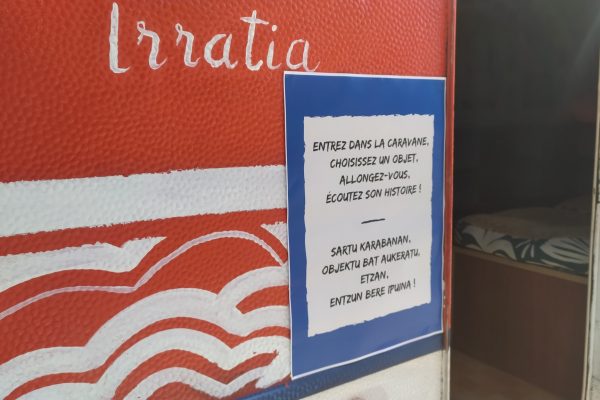 Irratia
ENTREZ DANS LA CARAVANE,
CHOISISSEZ UN OBJET,
ALLONGEZ-VOUS,
ÉCOUTEZ SON HISTOIRE !
SARTU KARABANAN,
OBJEKTU BAT AUKERATU,
ETZAN,
ENTZUN BERE IPUINA !